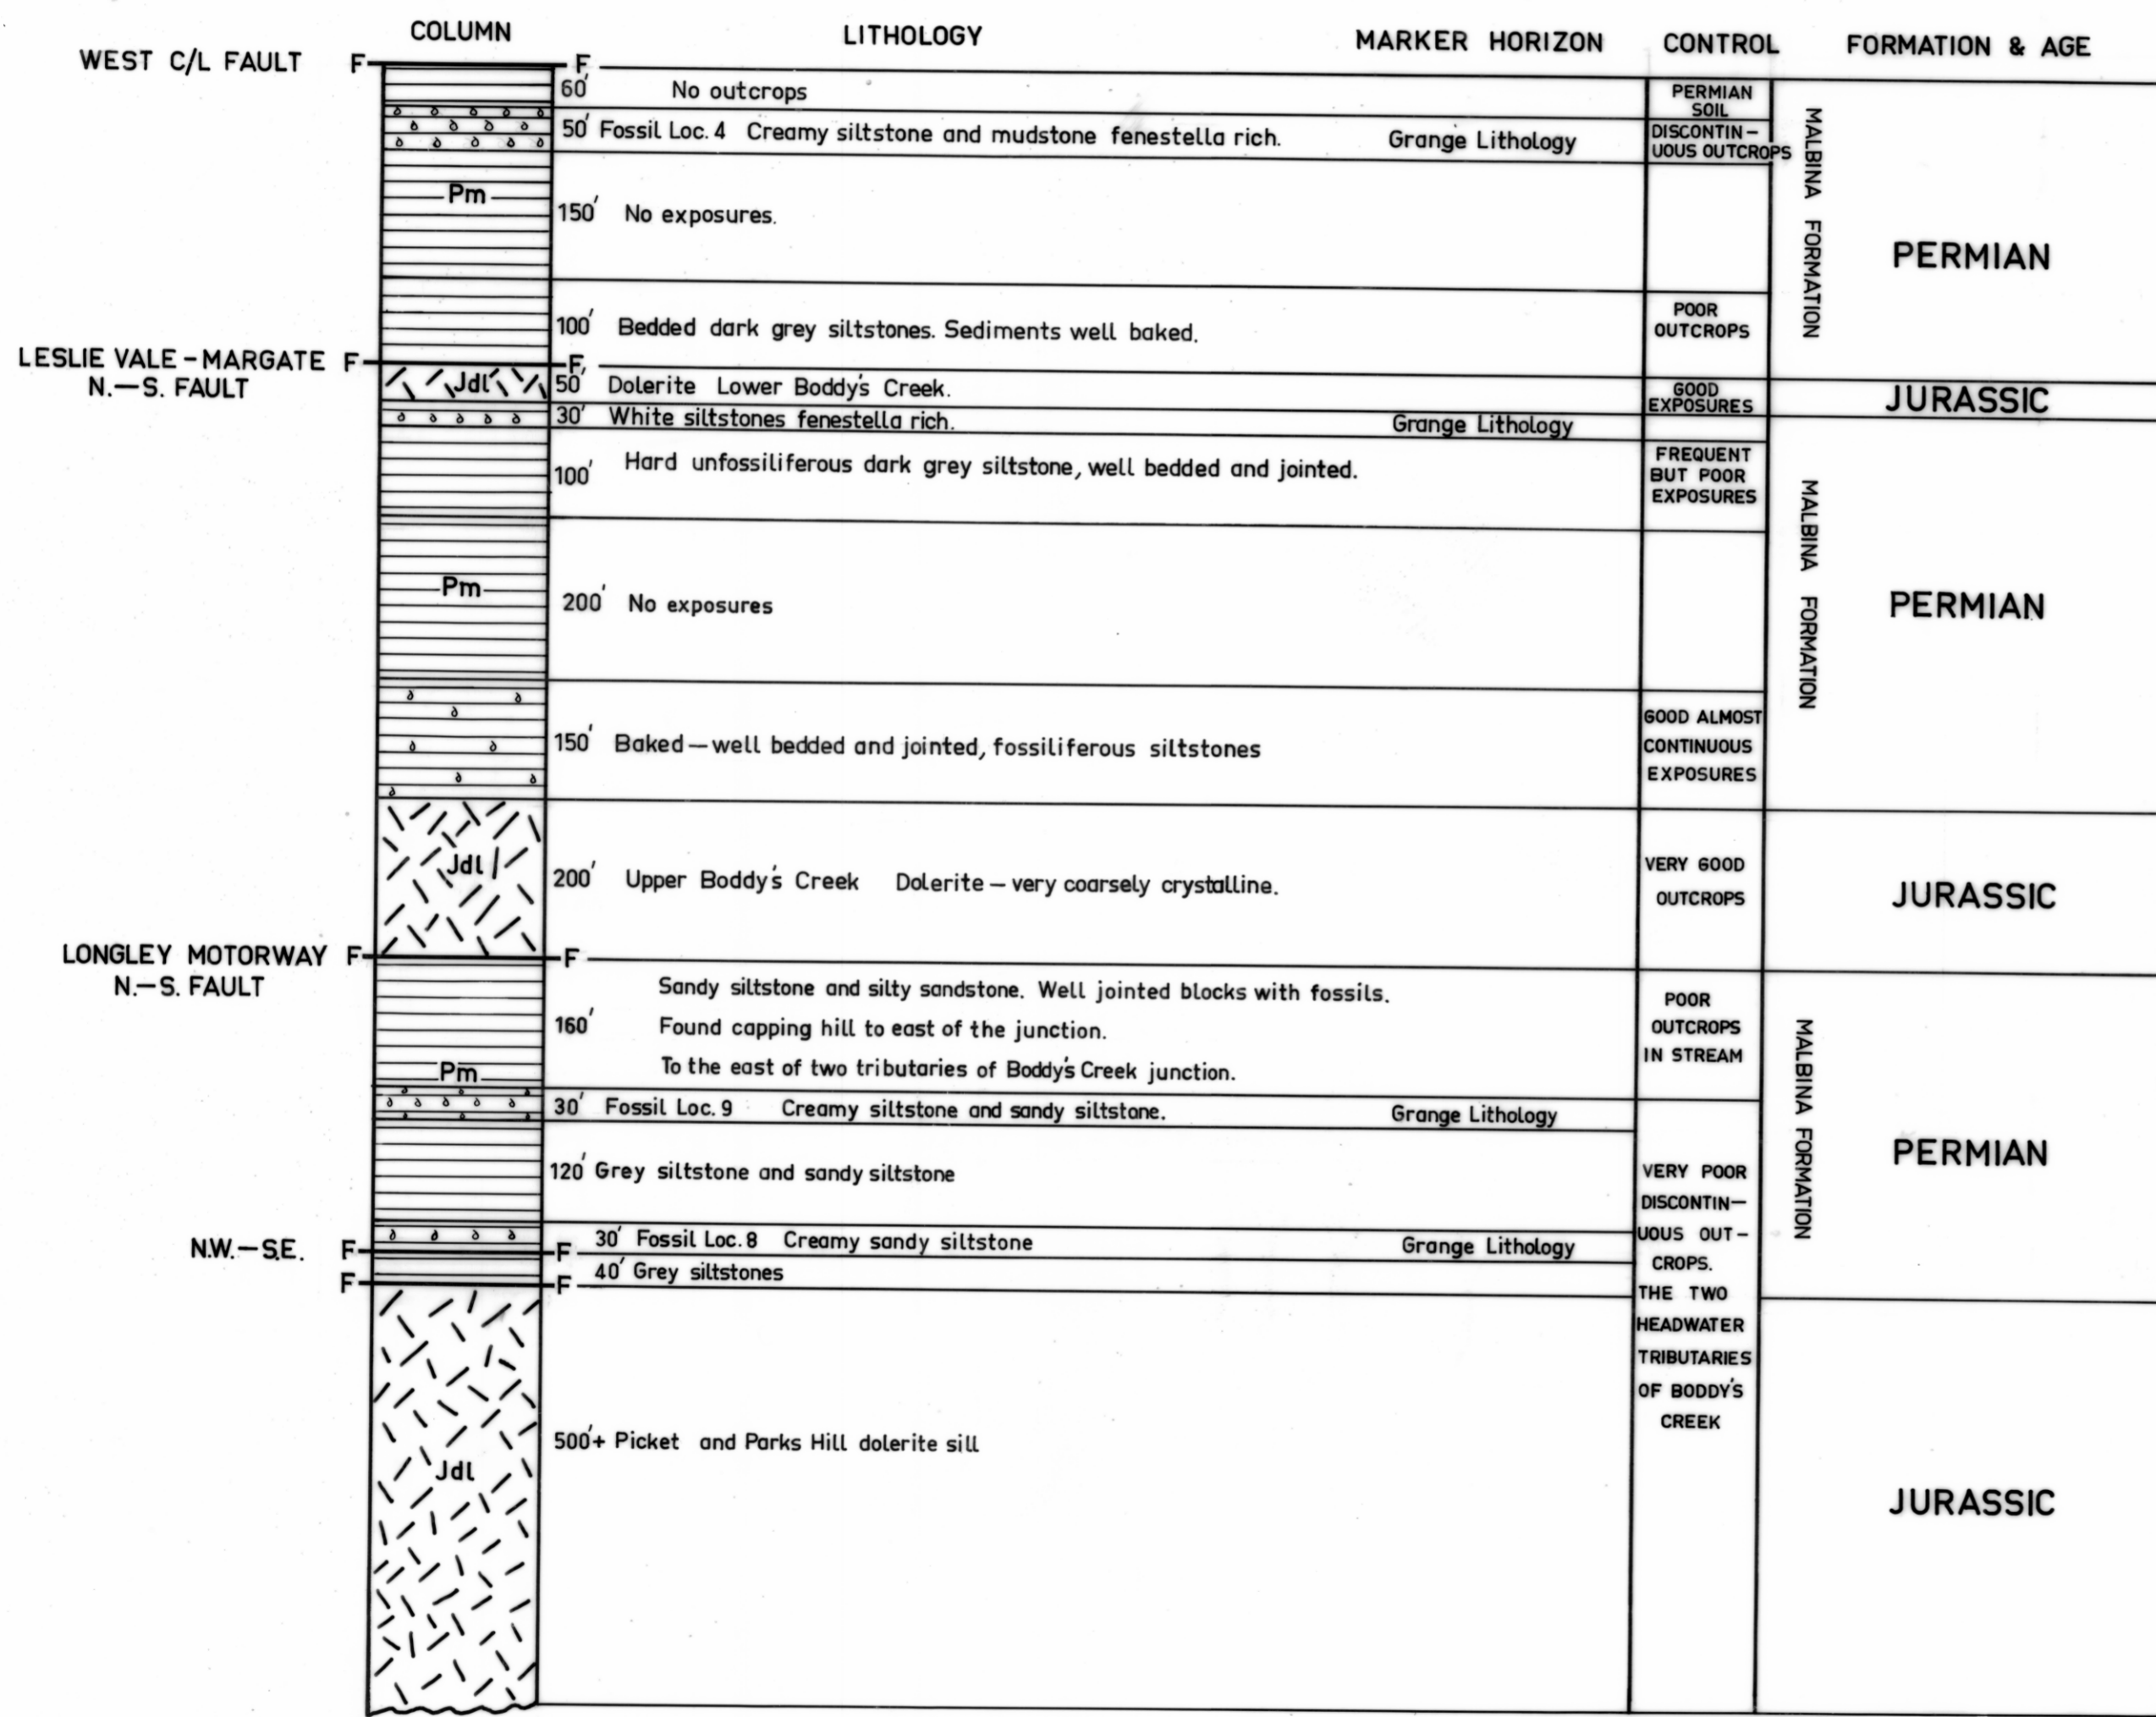 COLUMN LITHOLOGY MARKER HORIZON CONTROL FORMATION & AGE
WEST C/L FAULT F F
60' No outcrops PERMIAN
SOIL
50' Fossil Loc. 4 Creamy siltstone and mudstone fenestella rich. Grange Lithology DISCONTIN-
UOUS OUTCROPS
MALBINA FORMATION
Pm
150' No exposures.
PERMIAN
100' Bedded dark grey siltstones. Sediments well baked. POOR
OUTCROPS
LESLIE VALE-MARGATE F F
N.-S. FAULT
Jdl 50' Dolerite Lower Boddy's Creek. GOOD
EXPOSURES JURASSIC
30' White siltstones fenestella rich. Grange Lithology
100' Hard unfossiliferous dark grey siltstone, well bedded and jointed. FREQUENT
BUT POOR
EXPOSURES
MALBINA FORMATION
Pm
200' No exposures
PERMIAN
150' Baked—well bedded and jointed, fossiliferous siltstones GOOD ALMOST
CONTINUOUS
EXPOSURES
Jdl
200' Upper Boddy's Creek Dolerite — very coarsely crystalline. VERY GOOD
OUTCROPS
JURASSIC
LONGLEY MOTORWAY F F
N.-S. FAULT
160' Sandy siltstone and silty sandstone. Well jointed blocks with fossils.
Found capping hill to east of the junction.
To the east of two tributaries of Boddy's Creek junction.
POOR
OUTCROPS
IN STREAM
MALBINA FORMATION
Pm
30' Fossil Loc. 9 Creamy siltstone and sandy siltstone. Grange Lithology
PERMIAN
120' Grey siltstone and sandy siltstone
30' Fossil Loc. 8 Creamy sandy siltstone Grange Lithology
N.W.-S.E. F F
40' Grey siltstones
F F
VERY POOR
DISCONTIN-
UOUS OUT-
CROPS.
THE TWO
HEADWATER
TRIBUTARIES
OF BODDY'S
CREEK
500'+ Picket and Parks Hill dolerite sill
Jdl
JURASSIC